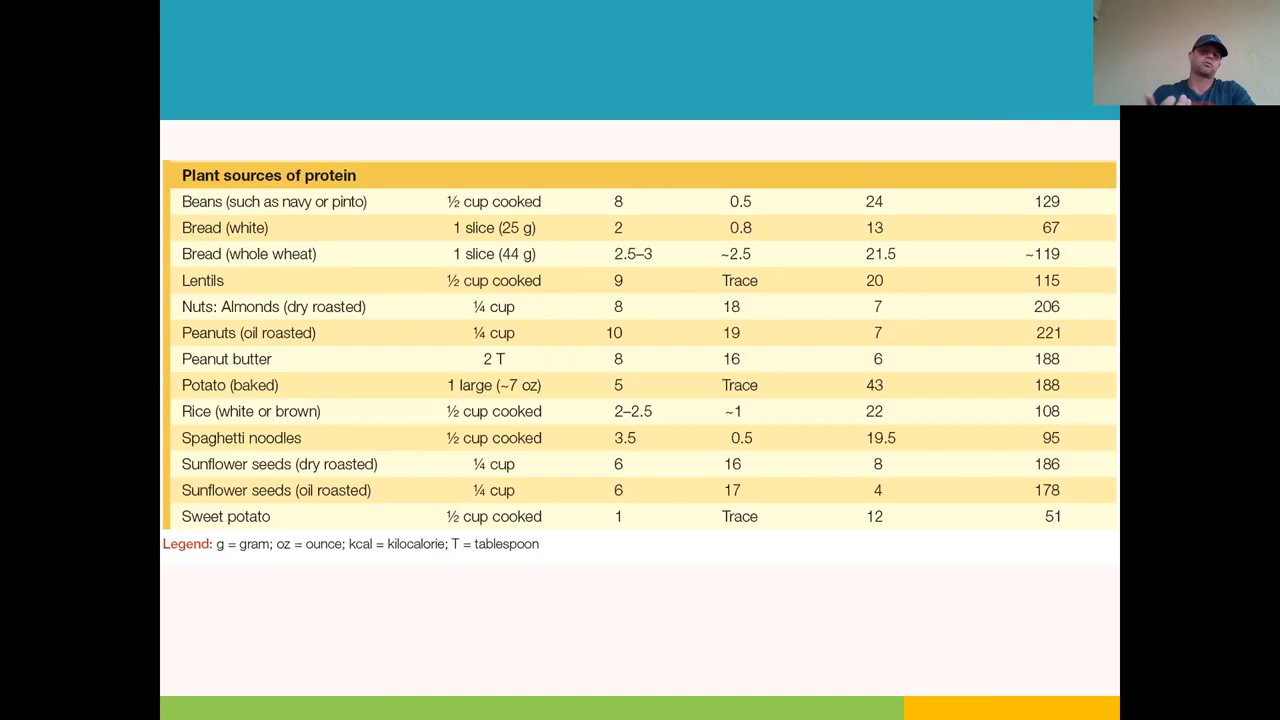 Plant sources of protein
Beans (such as navy or pinto) ½ cup cooked 8 0.5 24 129
Bread (white) 1 slice (25 g) 2 0.8 13 67
Bread (whole wheat) 1 slice (44 g) 2.5–3 ~2.5 21.5 ~119
Lentils ½ cup cooked 9 Trace 20 115
Nuts: Almonds (dry roasted) ¼ cup 8 18 7 206
Peanuts (oil roasted) ¼ cup 10 19 7 221
Peanut butter 2 T 8 16 6 188
Potato (baked) 1 large (~7 oz) 5 Trace 43 188
Rice (white or brown) ½ cup cooked 2–2.5 ~1 22 108
Spaghetti noodles ½ cup cooked 3.5 0.5 19.5 95
Sunflower seeds (dry roasted) ¼ cup 6 16 8 186
Sunflower seeds (oil roasted) ¼ cup 6 17 4 178
Sweet potato ½ cup cooked 1 Trace 12 51
Legend: g = gram; oz = ounce; kcal = kilocalorie; T = tablespoon